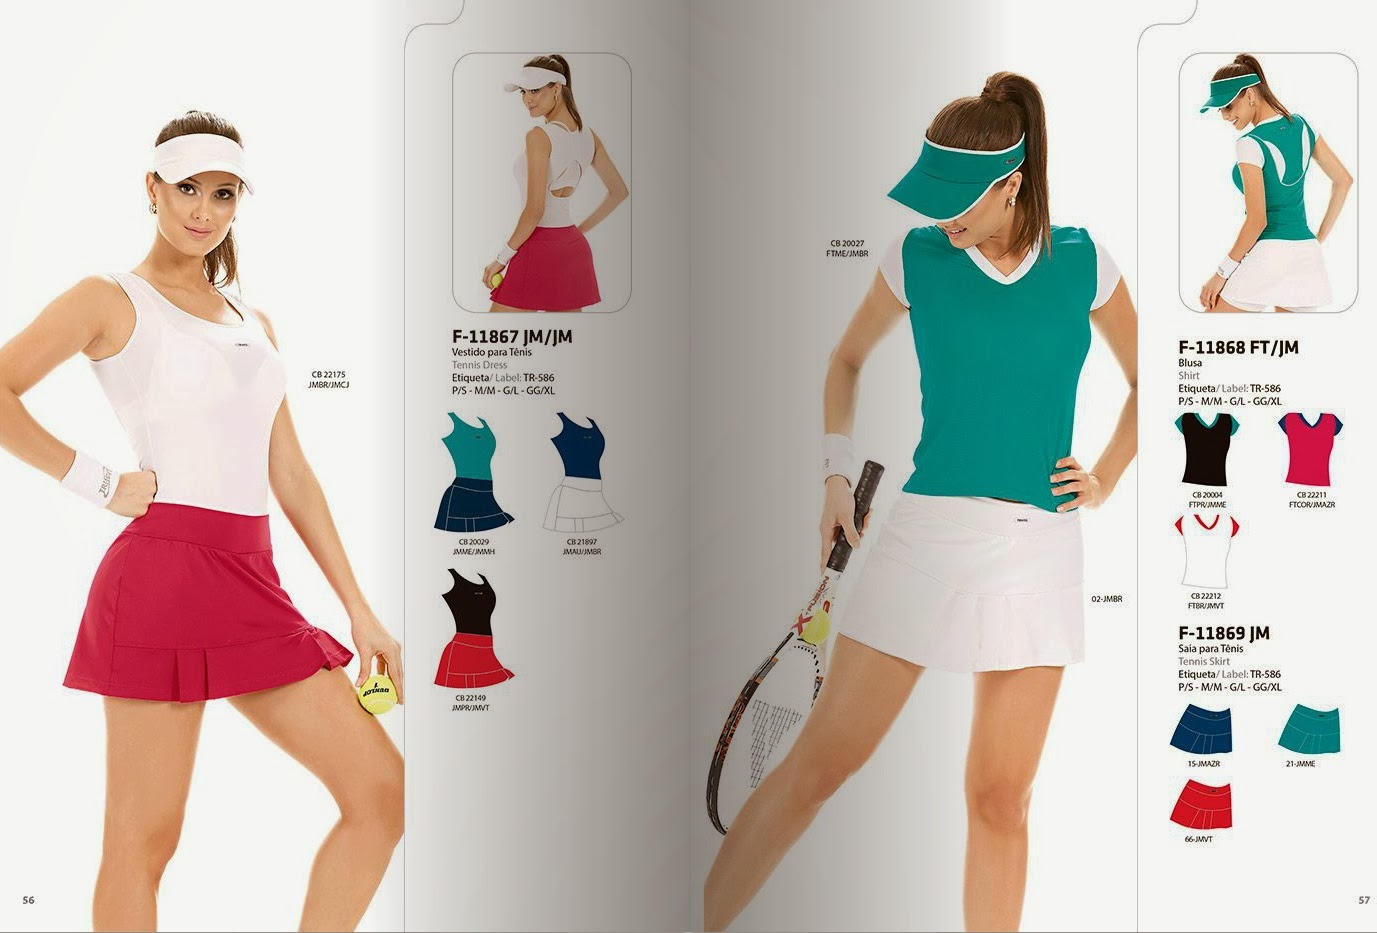 CB 22175
JMBR/JMCJ
F-11867 JM/JM
Vestido para Tênis
Tennis Dress
Etiqueta/ Label: TR-586
P/S - M/M - G/L - GG/XL
CB 20029
JMME/JMMH
CB 21897
JMAU/JMBR
CB 22149
JMPR/JMVT
DUNLOP
1
56
CB 20027
FTME/JMBR
02-JMBR
F-11868 FT/JM
Blusa
Shirt
Etiqueta/ Label: TR-586
P/S - M/M - G/L - GG/XL
CB 20004
FTPR/JMME
CB 22211
FTCOR/JMAZR
CB 22212
FTBR/JMVT
F-11869 JM
Saia para Tênis
Tennis Skirt
Etiqueta/ Label: TR-586
P/S - M/M - G/L - GG/XL
15-JMAZR
21-JMME
66-JMVT
57